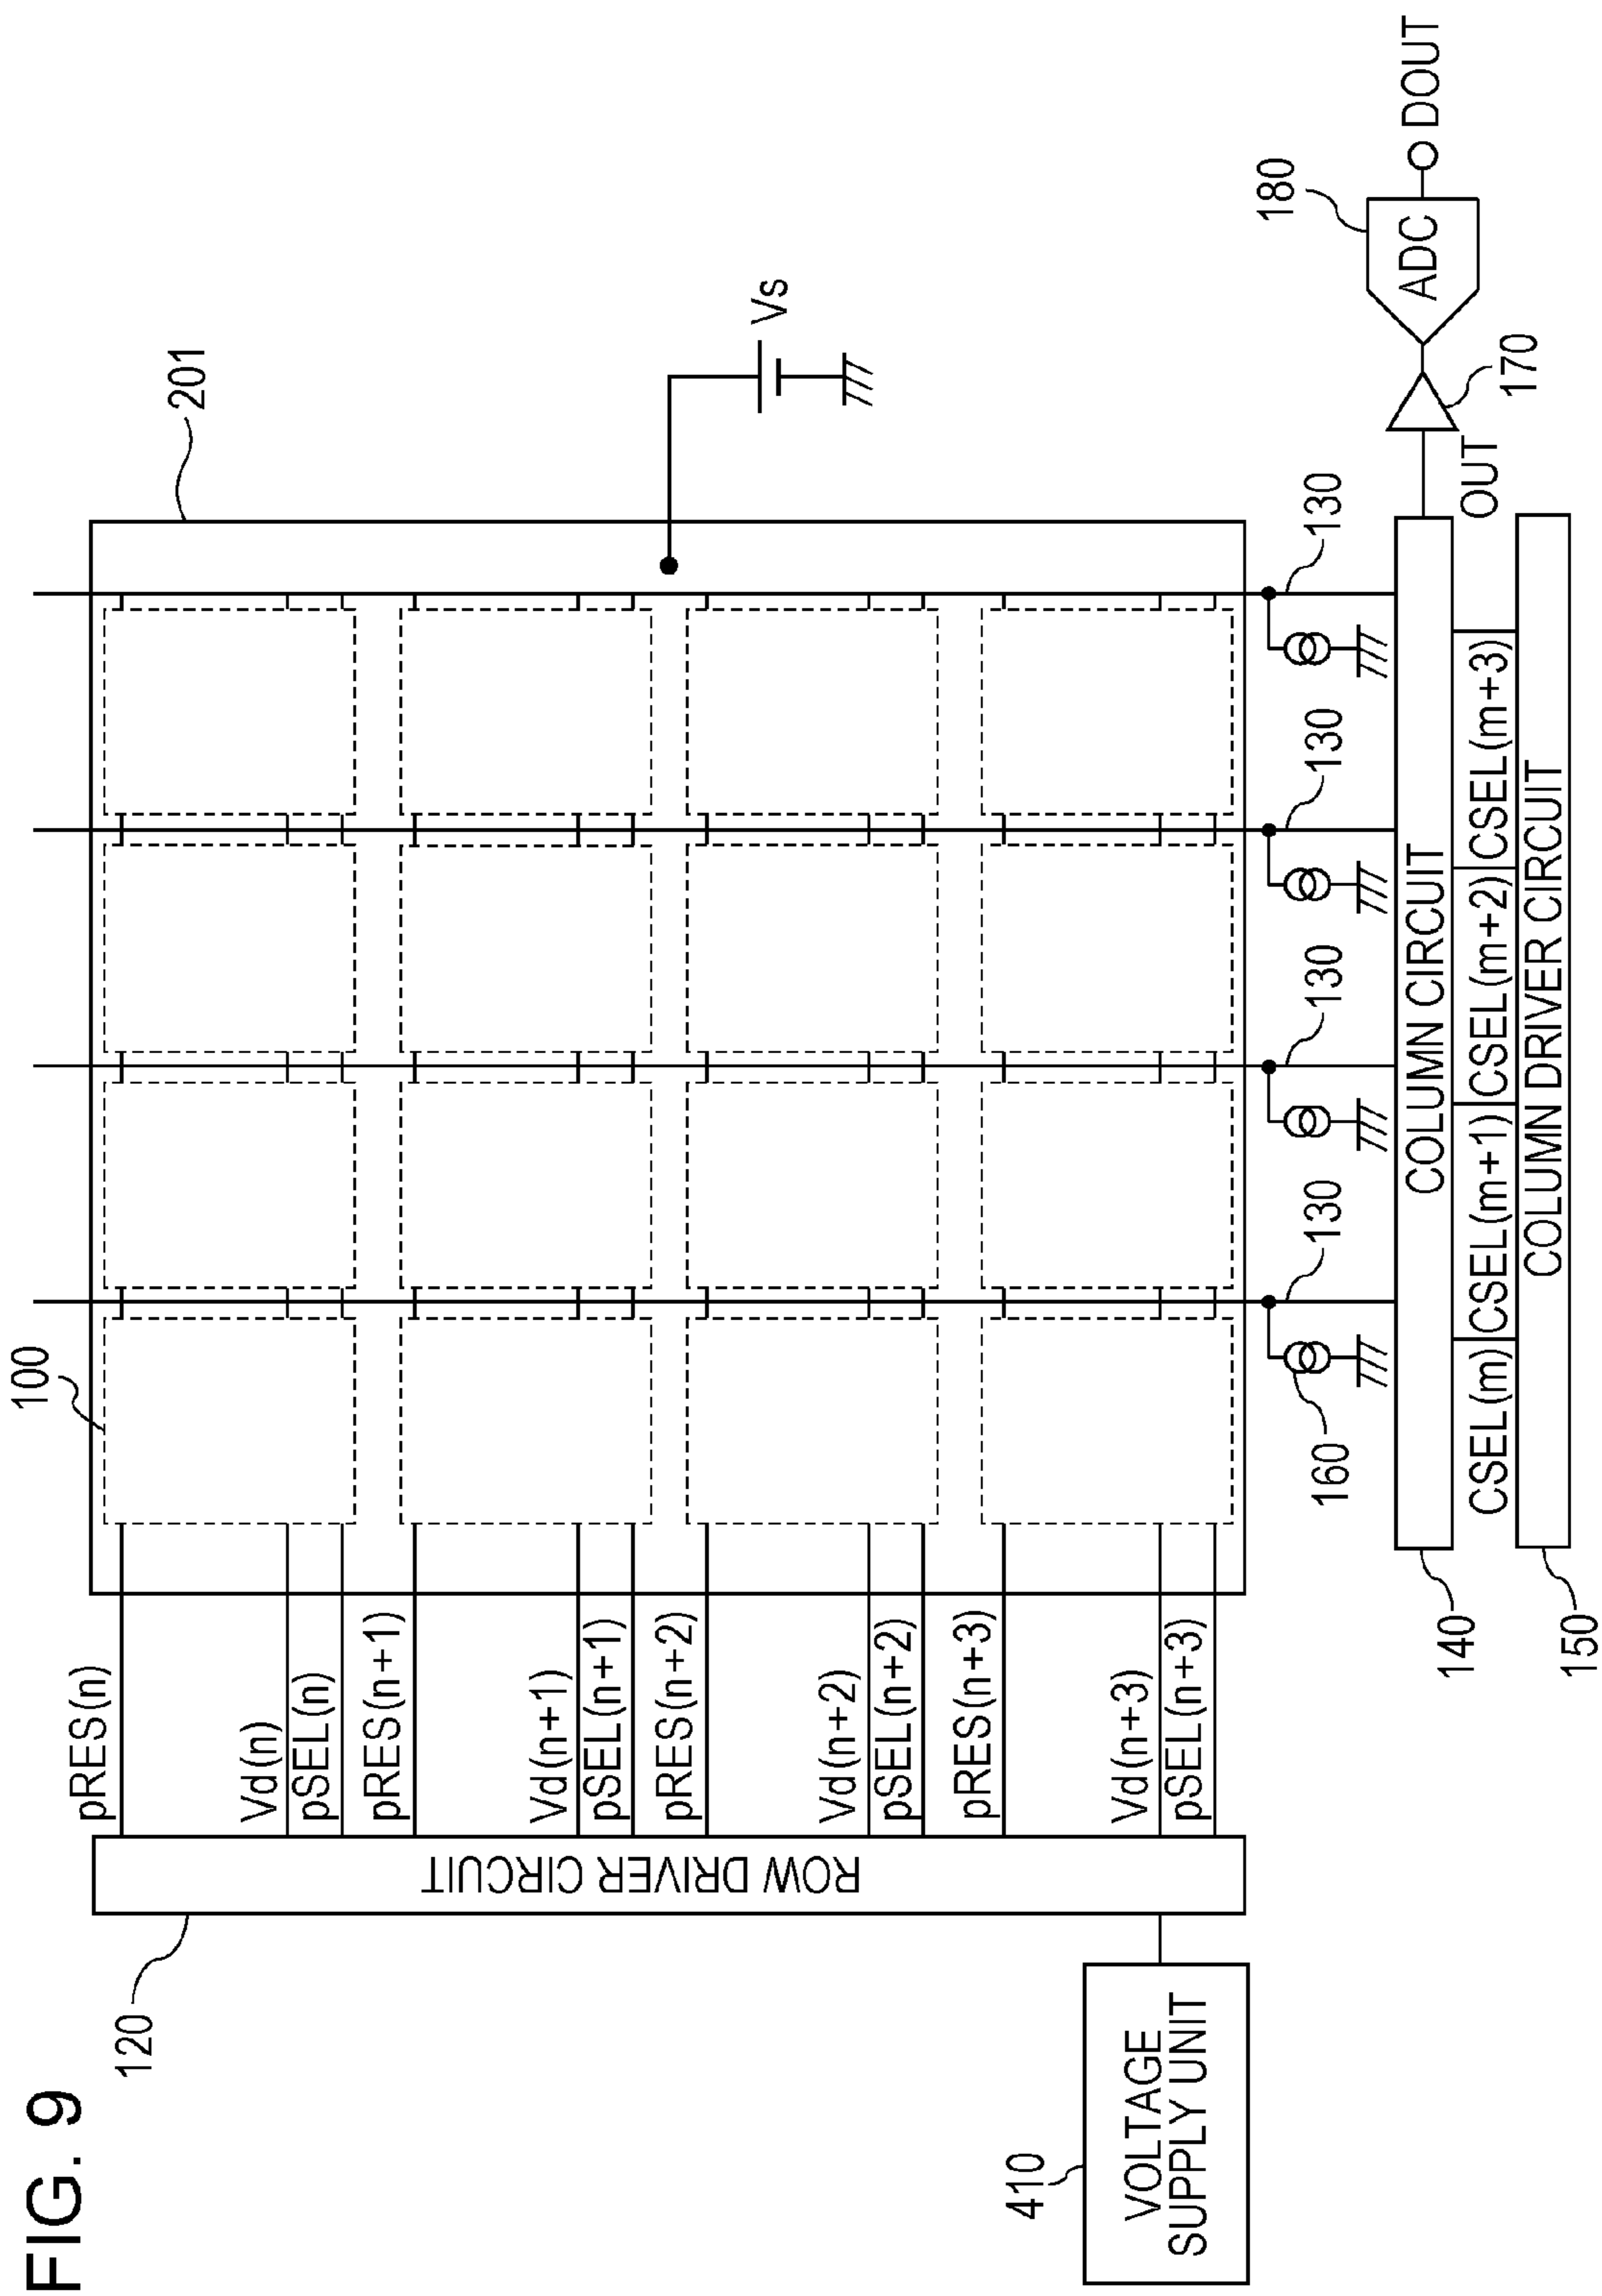 FIG. 9
100
201
120
pRES(n)
Vd(n)
pSEL(n)
pRES(n+1)
Vd(n+1)
pSEL(n+1)
pRES(n+2)
Vd(n+2)
pSEL(n+2)
pRES(n+3)
Vd(n+3)
pSEL(n+3)
ROW DRIVER CIRCUIT
Vs
410
VOLTAGE
SUPPLY UNIT
160
130
130
130
130
180
ADC
DOUT
170
OUT
140
COLUMN CIRCUIT
CSEL(m)
CSEL(m+1)
CSEL(m+2)
CSEL(m+3)
150
COLUMN DRIVER CIRCUIT